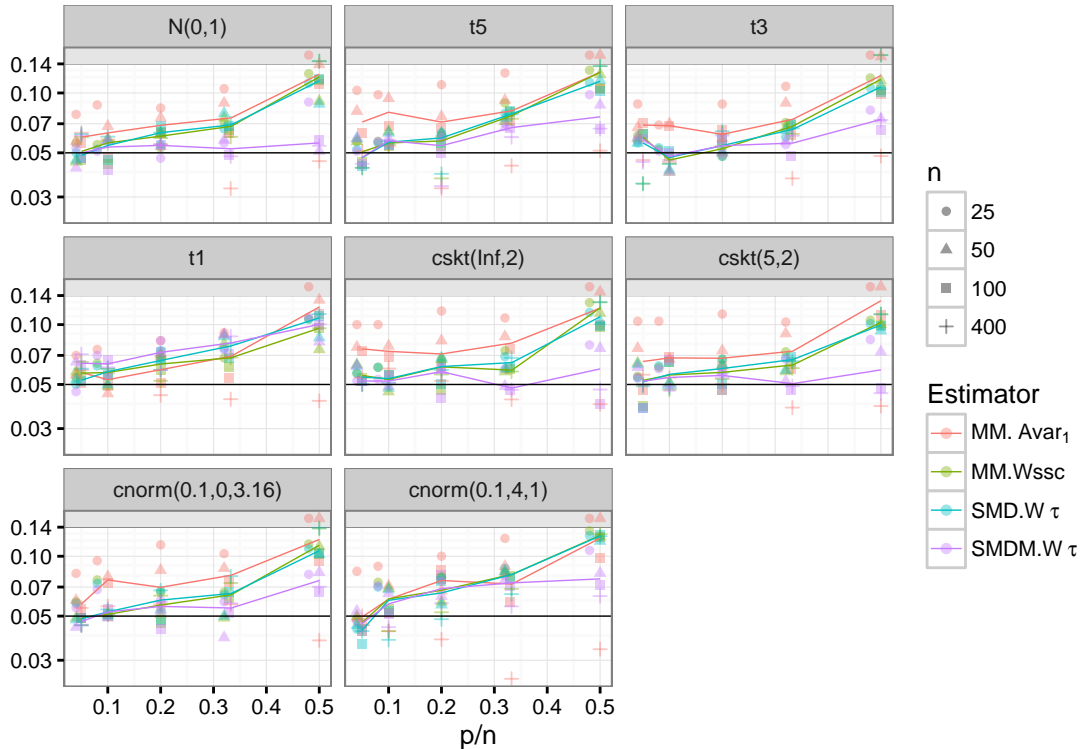 N(0,1)
t5
t3
0.14
0.10
0.07
0.05
0.03
t1
cskt(Inf,2)
cskt(5,2)
0.14
0.10
0.07
0.05
0.03
cnorm(0.1,0,3.16)
cnorm(0.1,4,1)
0.14
0.10
0.07
0.05
0.03
0.1 0.2 0.3 0.4 0.5
0.1 0.2 0.3 0.4 0.5
0.1 0.2 0.3 0.4 0.5
p/n
n
25
50
100
400
Estimator
MM. Avar₁
MM.Wssc
SMD.W τ
SMDM.W τ